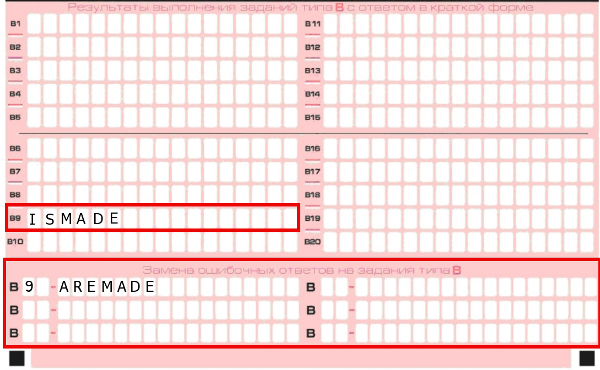 Результаты выполнения заданий типа В с ответом в краткой форме
B1 B11
B2 B12
B3 B13
B4 B14
B5 B15
B6 B16
B7 B17
B8 B18
B9 ISMADE B19
B10 B20
Замена ошибочных ответов на задания типа В
B 9 - AREMADE B -
B - B -
B - B -